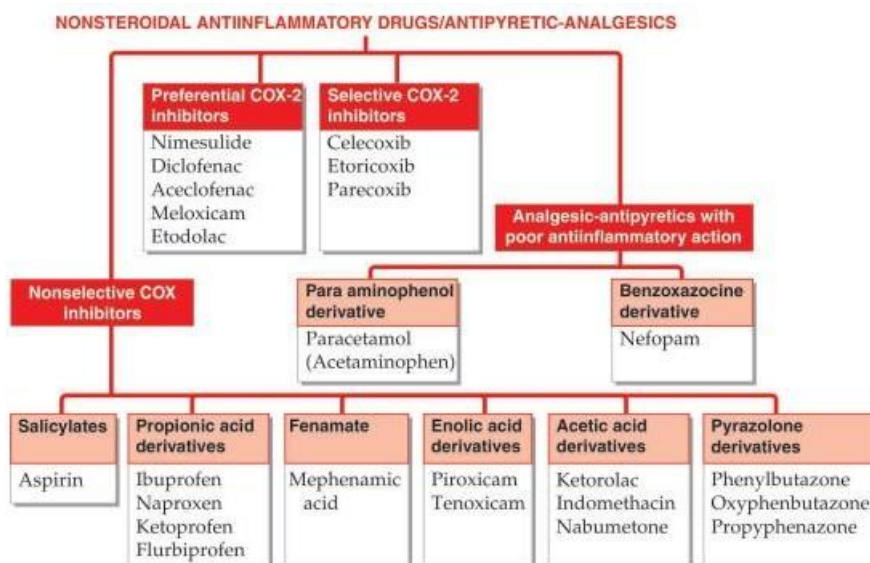 NONSTEROIDAL ANTIINFLAMMATORY DRUGS/ANTIPYRETIC-ANALGESICS
Preferential COX-2
inhibitors
Nimesulide
Diclofenac
Aceclofenac
Meloxicam
Etodolac
Selective COX-2
inhibitors
Celecoxib
Etoricoxib
Parecoxib
Analgesic-antipyretics with
poor antiinflammatory action
Para aminophenol
derivative
Paracetamol
(Acetaminophen)
Benzoxazocine
derivative
Nefopam
Nonselective COX
inhibitors
Salicylates
Aspirin
Propionic acid
derivatives
Ibuprofen
Naproxen
Ketoprofen
Flurbiprofen
Fenamate
Mephenamic
acid
Enolic acid
derivatives
Piroxicam
Tenoxicam
Acetic acid
derivatives
Ketorolac
Indomethacin
Nabumetone
Pyrazolone
derivatives
Phenylbutazone
Oxyphenbutazone
Propyphenazone